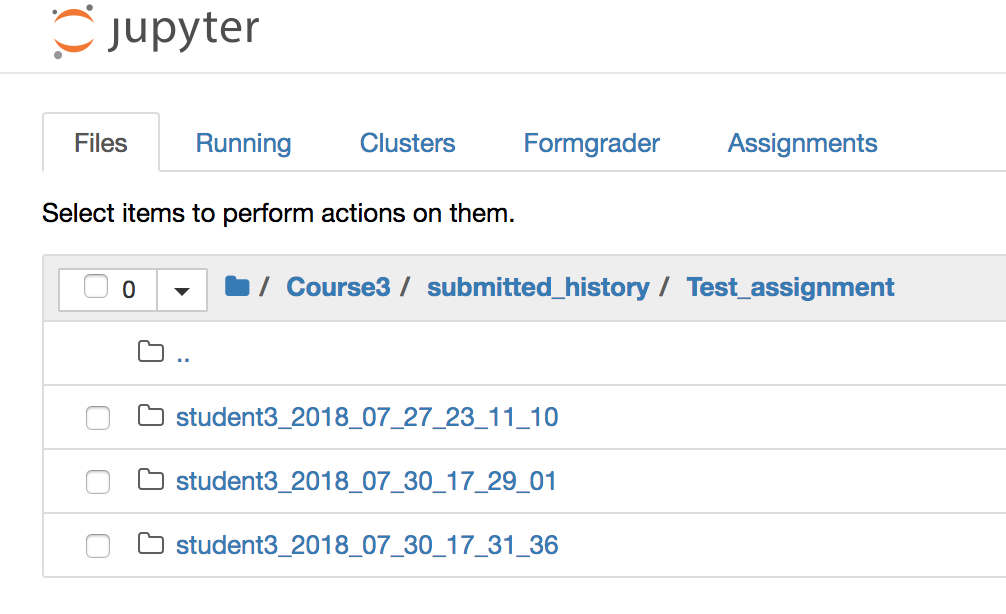 jupyter
Files Running Clusters Formgrader Assignments
Select items to perform actions on them.
0 / Course3 / submitted_history / Test_assignment
..
student3_2018_07_27_23_11_10
student3_2018_07_30_17_29_01
student3_2018_07_30_17_31_36